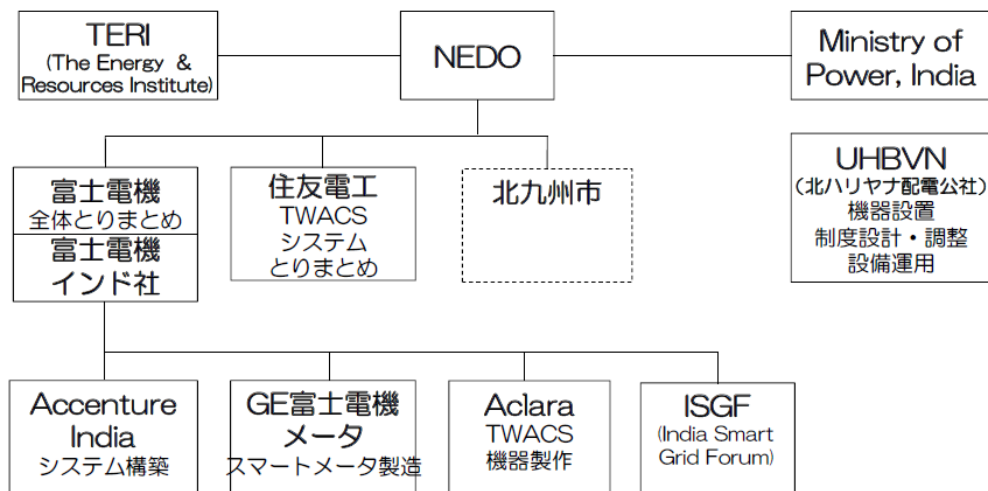 TERI
(The Energy &
Resources Institute)
NEDO
Ministry of
Power, India
富士電機
全体とりまとめ
富士電機
インド社
住友電工
TWACS
システム
とりまとめ
北九州市
UHBVN
(北ハリヤナ配電公社)
機器設置
制度設計・調整
設備運用
Accenture
India
システム構築
GE富士電機
メータ
スマートメータ製造
Aclara
TWACS
機器製作
ISGF
(India Smart
Grid Forum)